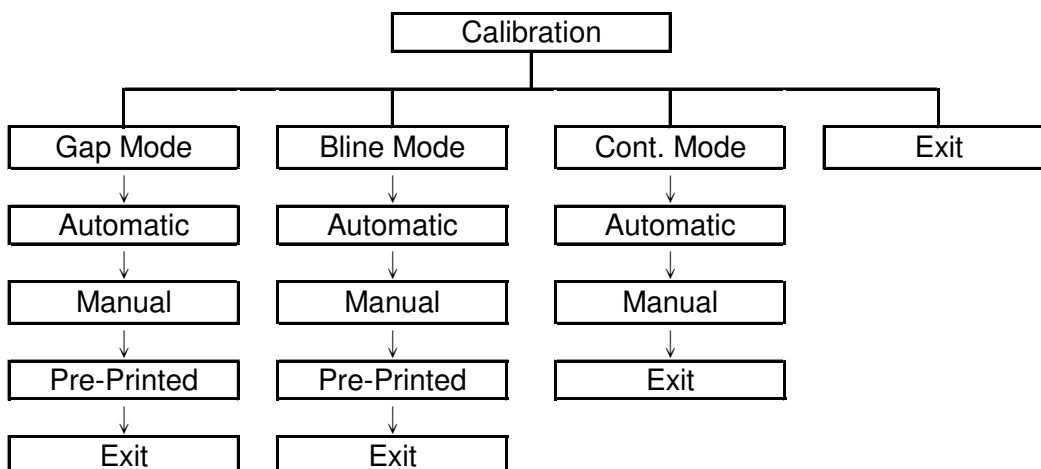 Calibration
Gap Mode
Bline Mode
Cont. Mode
Exit
Automatic
Automatic
Automatic
Manual
Manual
Manual
Pre-Printed
Pre-Printed
Exit
Exit
Exit